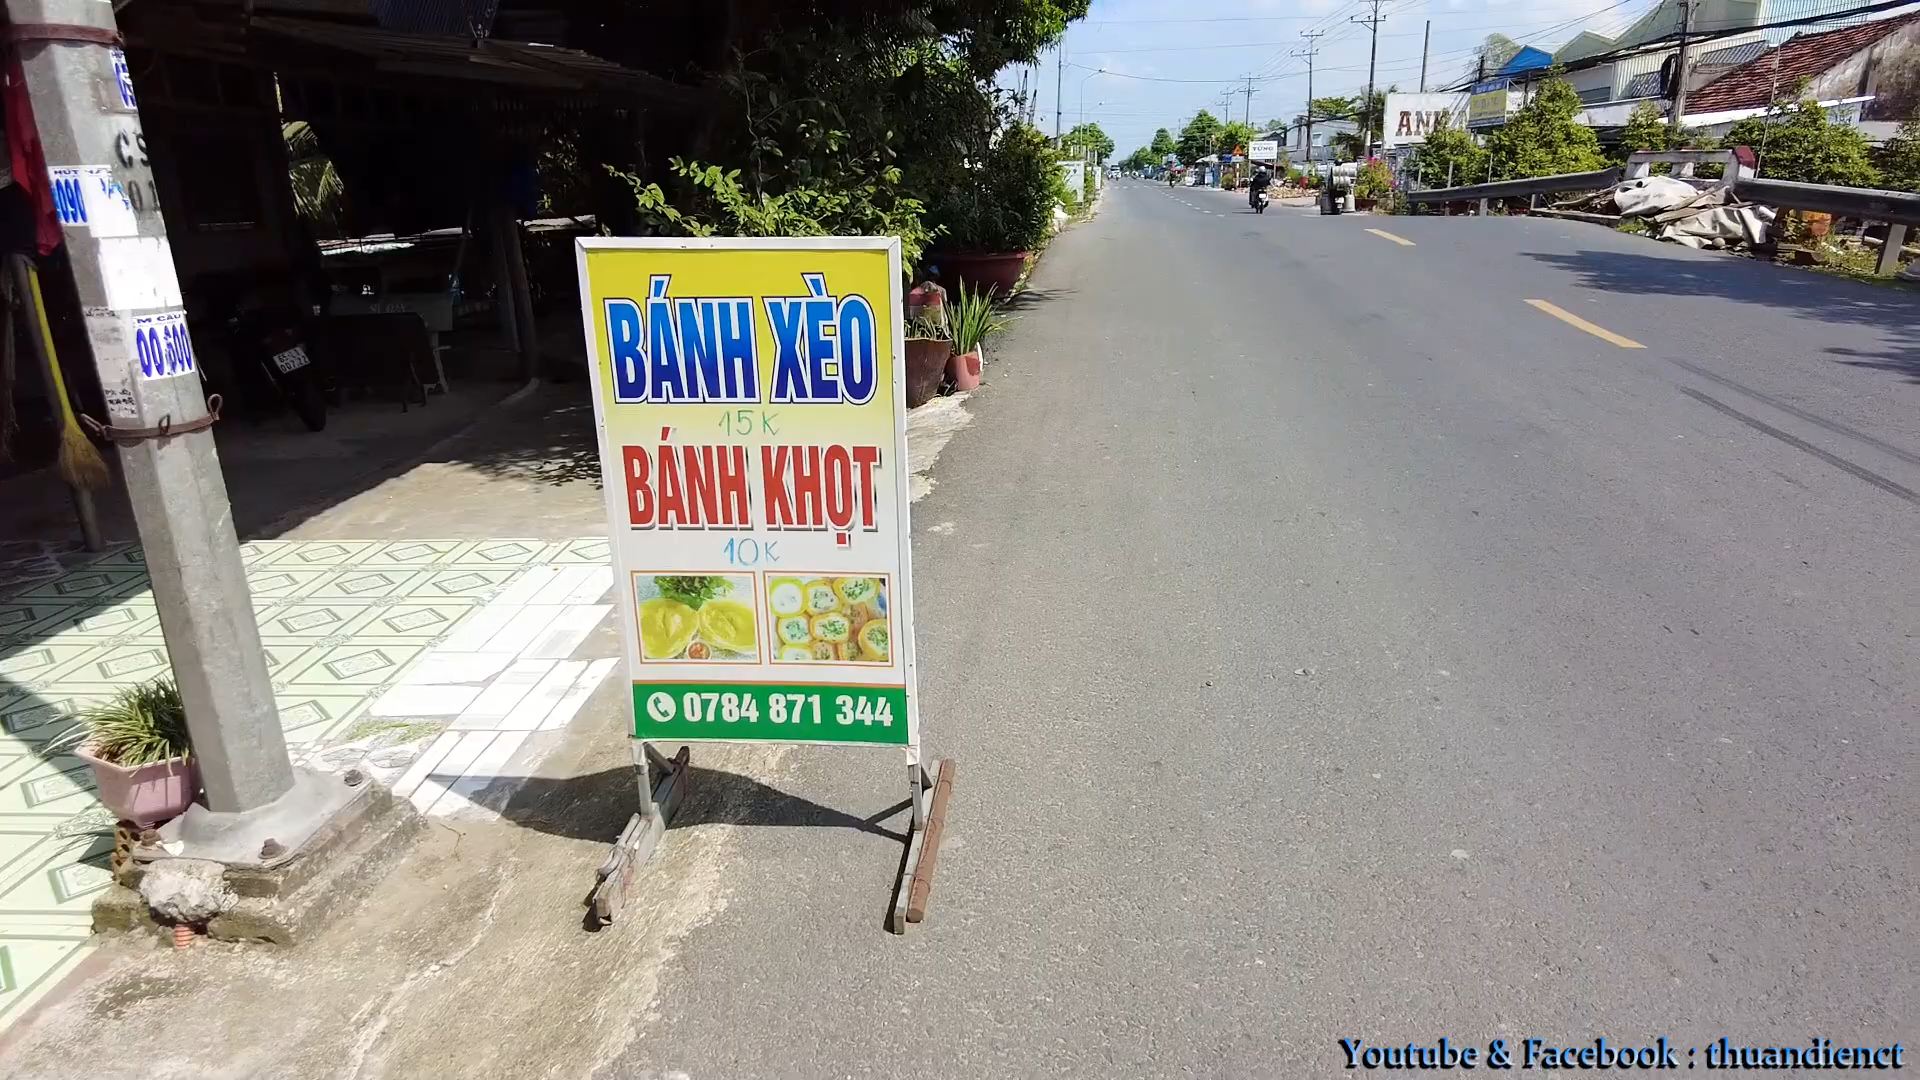 BÁNH XÈO
15K
BÁNH KHỌT
10K
0784 871 344
Youtube & Facebook : thuandienct